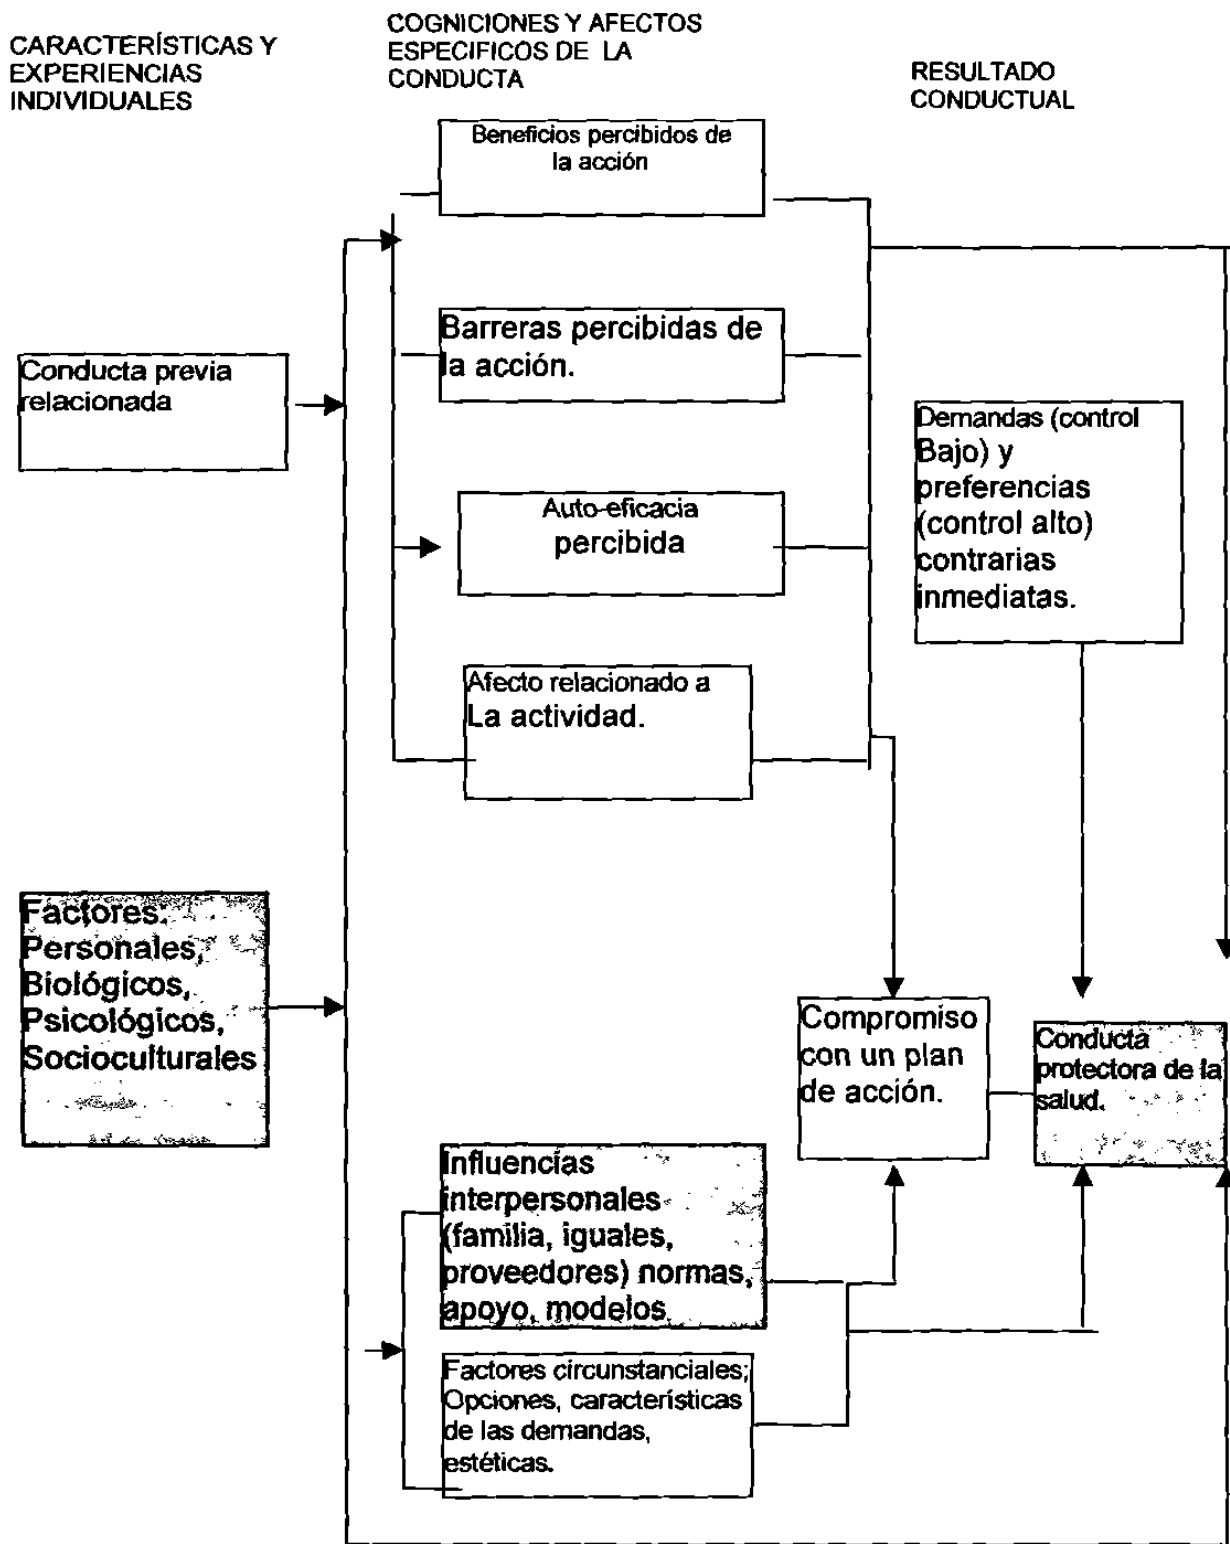 CARACTERÍSTICAS Y
EXPERIENCIAS
INDIVIDUALES
COGNICIONES Y AFECTOS
ESPECIFICOS DE LA
CONDUCTA
RESULTADO
CONDUCTUAL
Beneficios percibidos de
la acción
Barreras percibidas de
la acción.
Conducta previa
relacionada
Demandas (control
Bajo) y
preferencias
(control alto)
contrarias
inmediatas.
Auto-eficacia
percibida
Afecto relacionado a
La actividad.
Factores:
Personales,
Biológicos,
Psicológicos,
Socioculturales
Compromiso
con un plan
de acción.
Conducta
protectora de la
salud.
Influencias
interpersonales
(familia, iguales,
proveedores) normas,
apoyo, modelos
Factores circunstanciales;
Opciones, características
de las demandas,
estéticas.